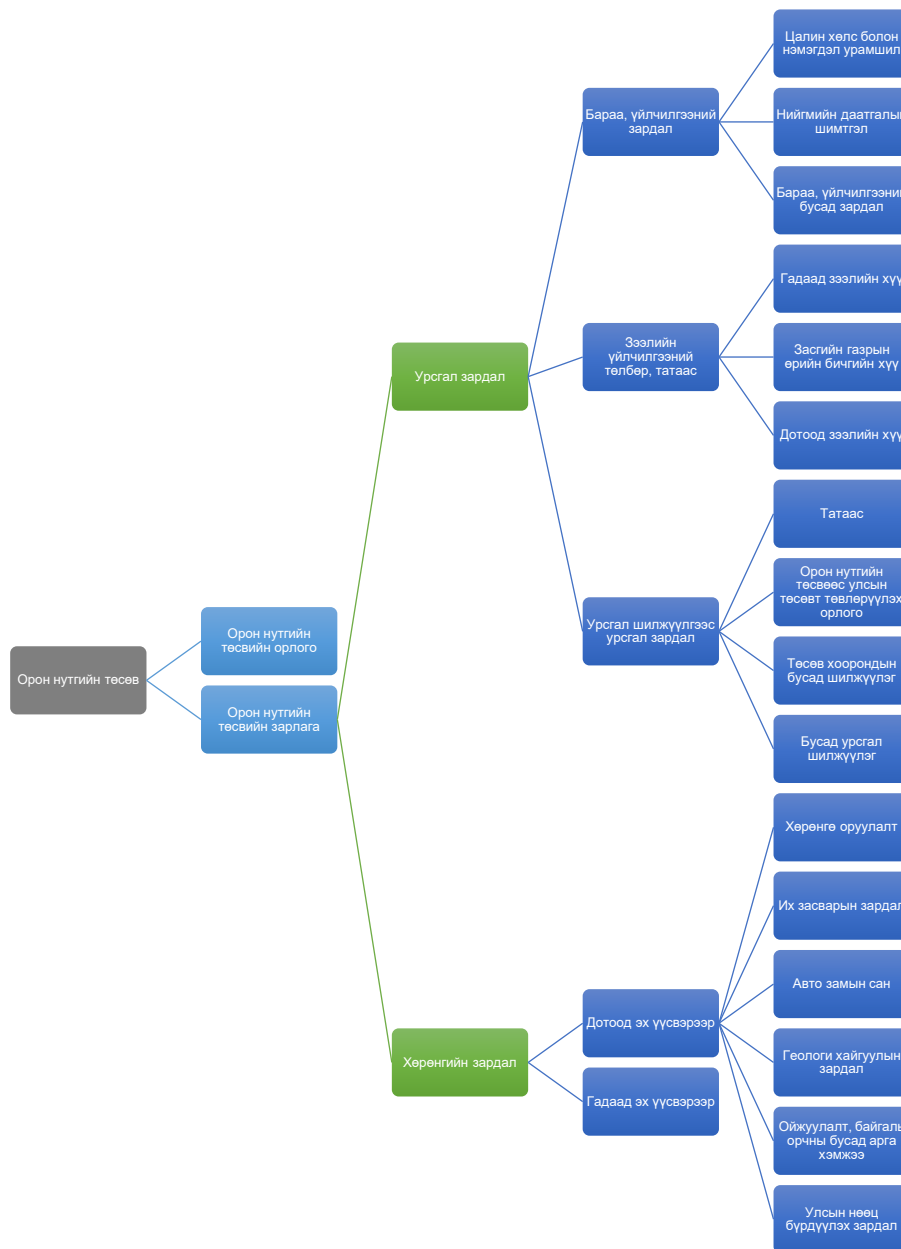 Орон нутгийн төсөв
Орон нутгийн
төсвийн орлого
Орон нутгийн
төсвийн зарлага
Урсгал зардал
Хөрөнгийн зардал
Бараа, үйлчилгээний
зардал
Зээлийн
үйлчилгээний
төлбөр, татаас
Урсгал шилжүүлгээс
урсгал зардал
Дотоод эх үүсвэрээр
Гадаад эх үүсвэрээр
Цалин хөлс болон
нэмэгдэл урамшил
Нийгмийн даатгалын
шимтгэл
Бараа, үйлчилгээний
бусад зардал
Гадаад зээлийн хүү
Засгийн газрын
өрийн бичгийн хүү
Дотоод зээлийн хүү
Татаас
Орон нутгийн
төсвөөс улсын
төсөвт төвлөрүүлэх
орлого
Төсөв хоорондын
бусад шилжүүлэг
Бусад урсгал
шилжүүлэг
Хөрөнгө оруулалт
Их засварын зардал
Авто замын сан
Геологи хайгуулын
зардал
Ойжуулалт, байгаль
орчны бусад арга
хэмжээ
Улсын нөөц
бүрдүүлэх зардал